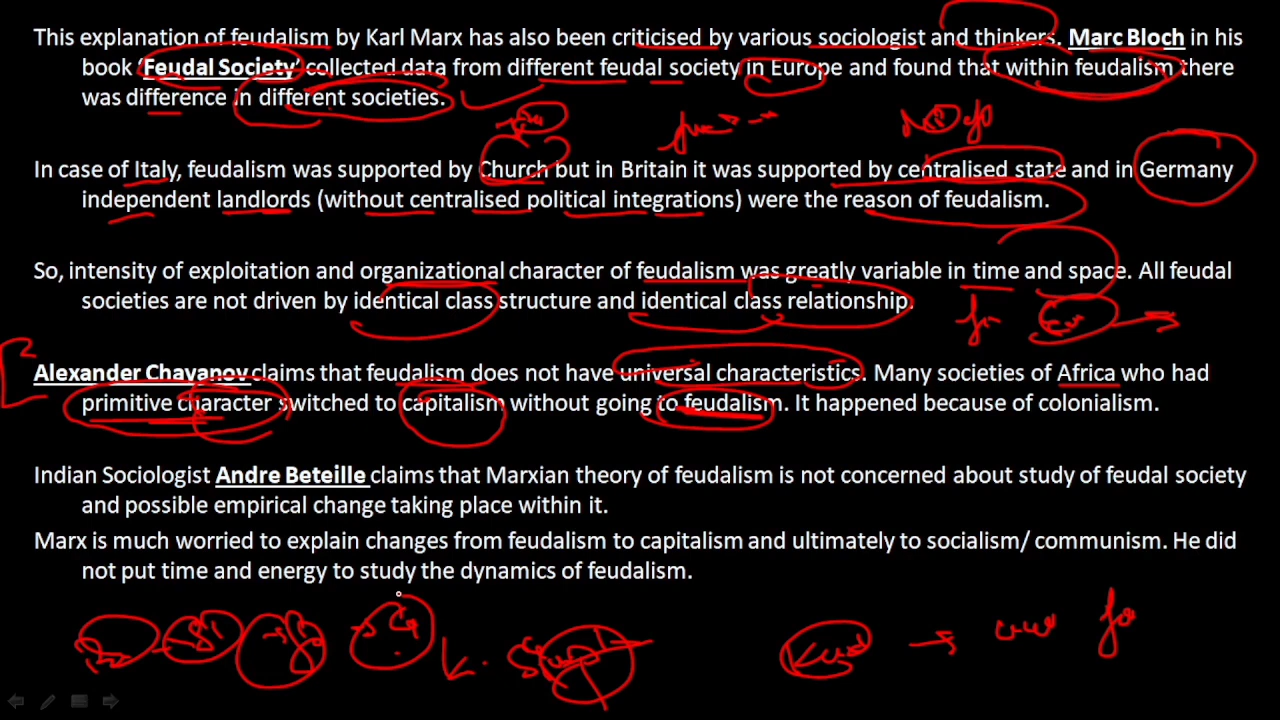 This explanation of feudalism by Karl Marx has also been criticised by various sociologist and thinkers. Marc Bloch in his
book 'Feudal Society' collected data from different feudal society in Europe and found that within feudalism there
was difference in different societies.
In case of Italy, feudalism was supported by Church but in Britain it was supported by centralised state and in Germany
independent landlords (without centralised political integrations) were the reason of feudalism.
So, intensity of exploitation and organizational character of feudalism was greatly variable in time and space. All feudal
societies are not driven by identical class structure and identical class relationship.
Alexander Chayanov claims that feudalism does not have universal characteristics. Many societies of Africa who had
primitive character switched to capitalism without going to feudalism. It happened because of colonialism.
Indian Sociologist Andre Beteille claims that Marxian theory of feudalism is not concerned about study of feudal society
and possible empirical change taking place within it.
Marx is much worried to explain changes from feudalism to capitalism and ultimately to socialism/ communism. He did
not put time and energy to study the dynamics of feudalism.